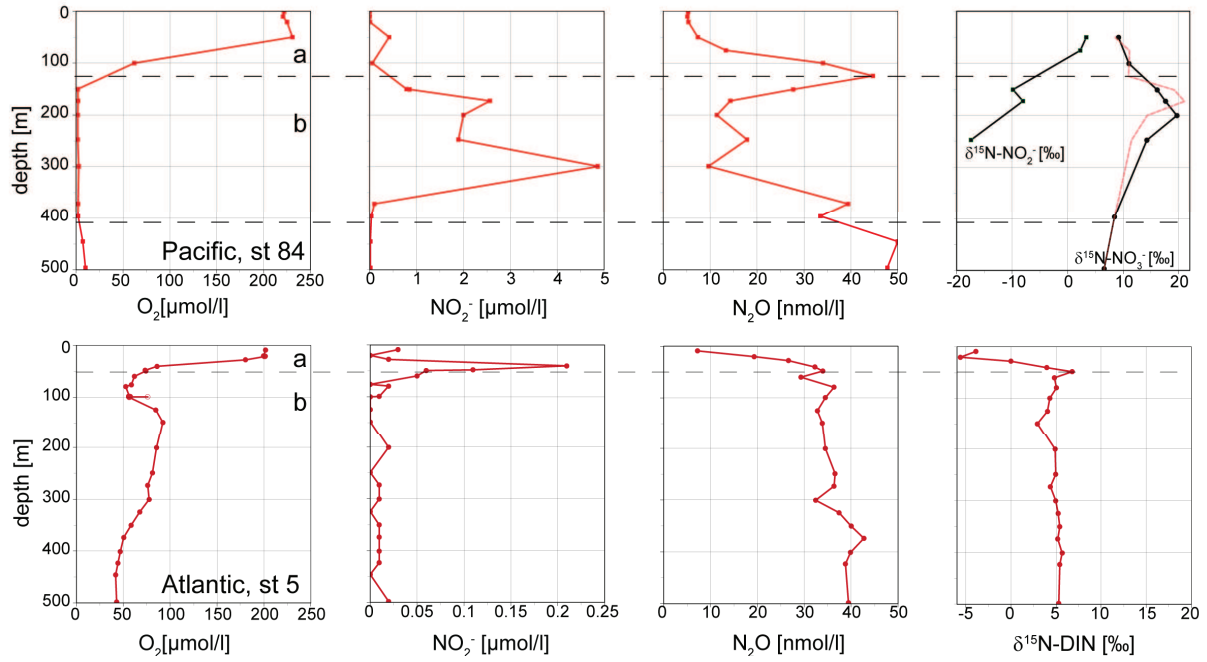 0
100
200
300
400
500
depth [m]
a
b
Pacific, st 84
0 50 100 150 200 250
O₂[µmol/l]
0 1 2 3 4 5
NO₂⁻ [µmol/l]
0 10 20 30 40 50
N₂O [nmol/l]
δ¹⁵N-NO₂⁻[‰]
δ¹⁵N-NO₃⁻[‰]
-20 -10 0 10 20
0
100
200
300
400
500
depth [m]
a
b
Atlantic, st 5
0 50 100 150 200 250
O₂[µmol/l]
0 0.05 0.1 0.15 0.2 0.25
NO₂⁻ [µmol/l]
0 10 20 30 40 50
N₂O [nmol/l]
-5 0 5 10 15 20
δ¹⁵N-DIN [‰]